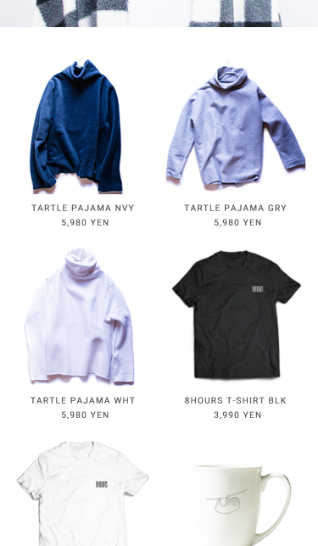 TARTLE PAJAMA NVY
5,980 YEN
TARTLE PAJAMA GRY
5,980 YEN
TARTLE PAJAMA WHT
5,980 YEN
8HOURS T-SHIRT BLK
3,990 YEN